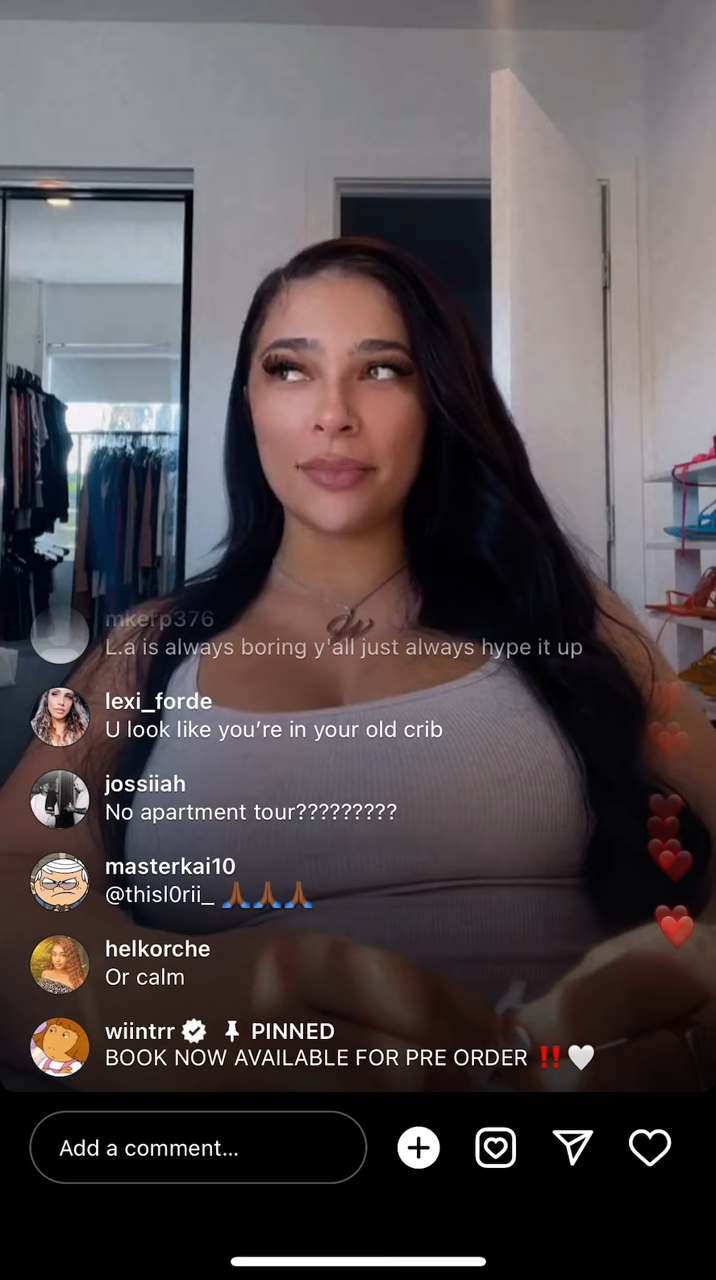 mkerp376
L.a is always boring y'all just always hype it up
lexi_forde
U look like you’re in your old crib
jossiiah
No apartment tour?????????
masterkai10
@thisl0rii_ 🙏🏾🙏🏾🙏🏾
helkorche
Or calm
wiintrr PINNED
BOOK NOW AVAILABLE FOR PRE ORDER ‼️🤍
Add a comment...